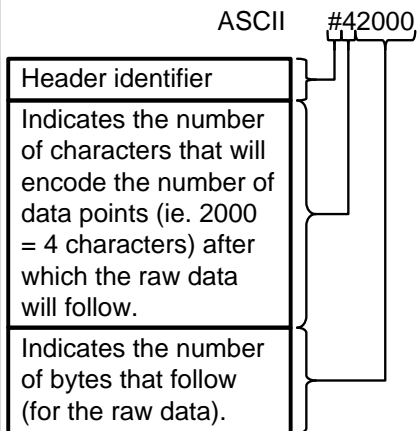 ASCII #42000
Header identifier
Indicates the number
of characters that will
encode the number of
data points (ie. 2000
= 4 characters) after
which the raw data
will follow.
Indicates the number
of bytes that follow
(for the raw data).